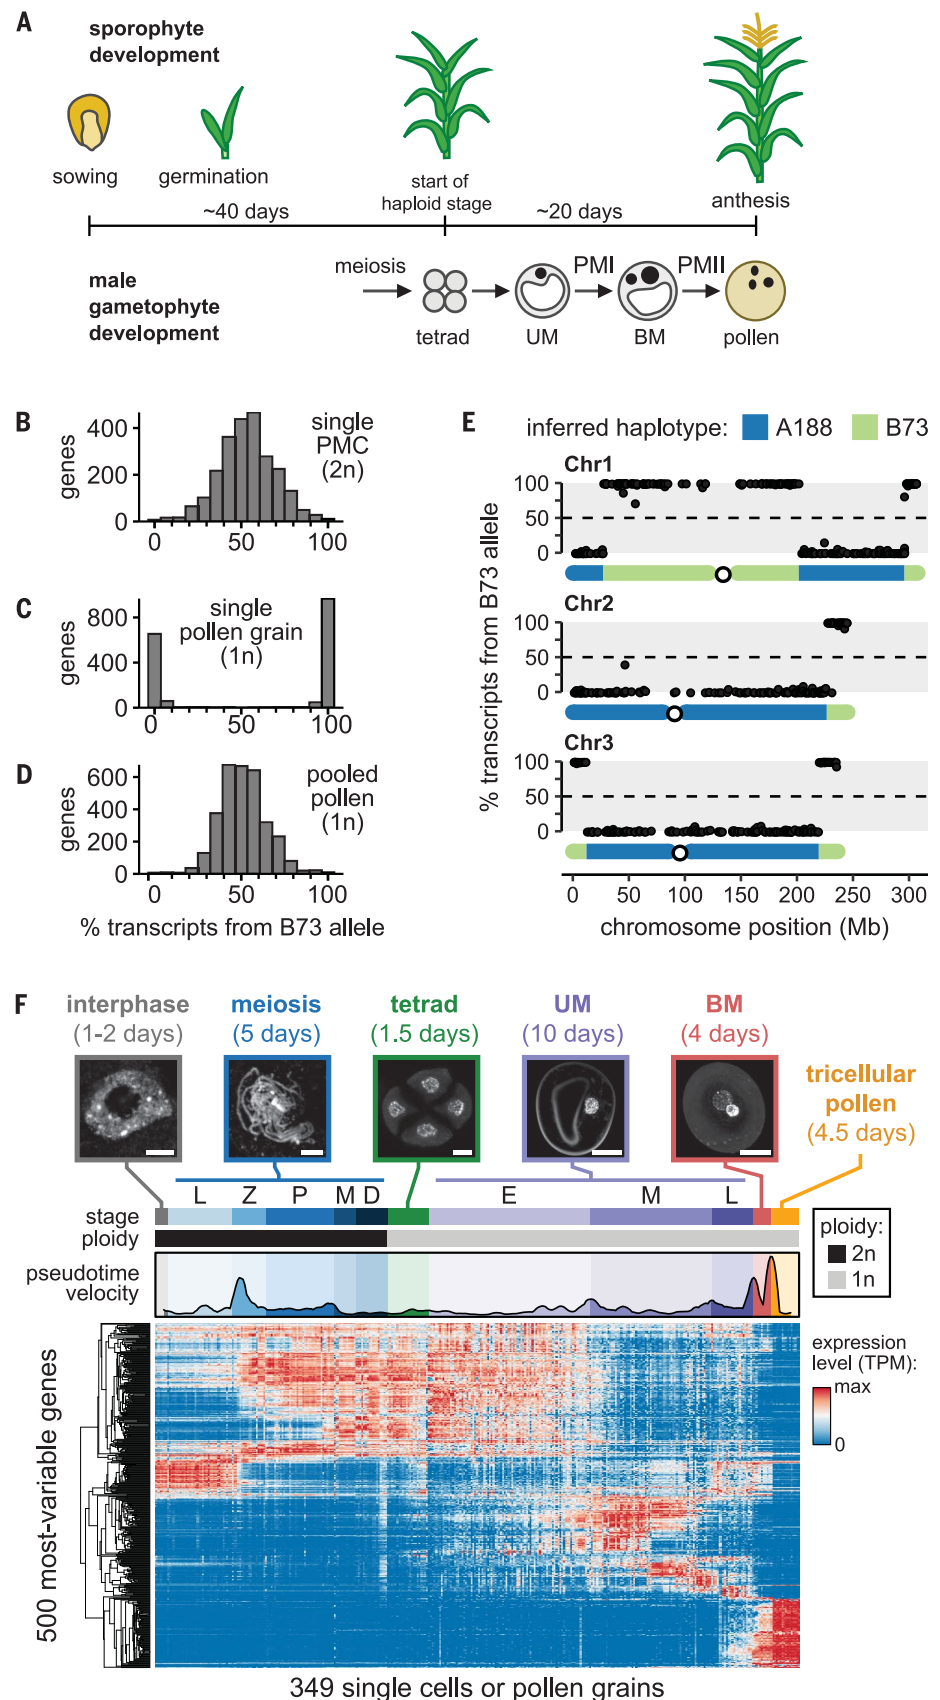 A
sporophyte
development
sowing
germination
start of
haploid stage
anthesis
~40 days
~20 days
male
gametophyte
development
meiosis
PMI
PMII
tetrad
UM
BM
pollen
B
genes
400
200
0
single
PMC
(2n)
0 50 100
C
genes
800
400
0
single
pollen grain
(1n)
0 50 100
D
genes
600
400
200
0
pooled
pollen
(1n)
0 50 100
% transcripts from B73 allele
E
inferred haplotype: A188 B73
% transcripts from B73 allele
Chr1
100
50
0
Chr2
100
50
0
Chr3
100
50
0
0 50 100 150 200 250 300
chromosome position (Mb)
F
interphase
(1-2 days)
meiosis
(5 days)
tetrad
(1.5 days)
UM
(10 days)
BM
(4 days)
tricellular
pollen
(4.5 days)
L Z P M D E M L
stage
ploidy
ploidy:
2n
1n
pseudotime
velocity
expression
level (TPM):
max
0
500 most-variable genes
349 single cells or pollen grains